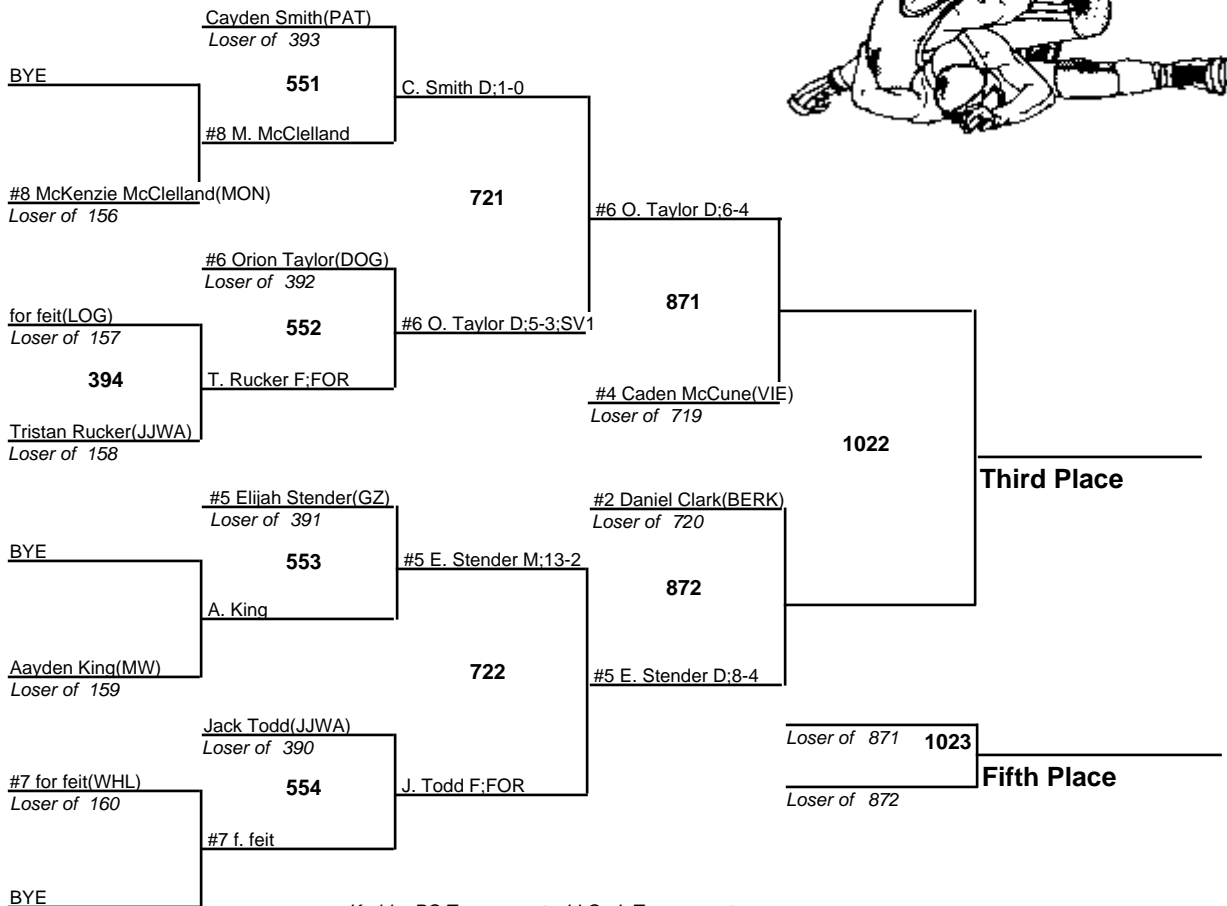 Cayden Smith(PAT)
Loser of 393
BYE
551
C. Smith D;1-0
#8 M. McClelland
#8 McKenzie McClelland(MON)
Loser of 156
721
#6 O. Taylor D;6-4
#6 Orion Taylor(DOG)
Loser of 392
for feit(LOG)
Loser of 157
552
#6 O. Taylor D;5-3;SV1
871
394
T. Rucker F;FOR
#4 Caden McCune(VIE)
Loser of 719
Tristan Rucker(JJWA)
Loser of 158
1022
Third Place
#5 Elijah Stender(GZ)
Loser of 391
#2 Daniel Clark(BERK)
Loser of 720
BYE
553
#5 E. Stender M;13-2
872
A. King
Aayden King(MW)
Loser of 159
722
#5 E. Stender D;8-4
Jack Todd(JJWA)
Loser of 390
Loser of 871
1023
Fifth Place
#7 for feit(WHL)
Loser of 160
554
J. Todd F;FOR
Loser of 872
#7 f. feit
BYE